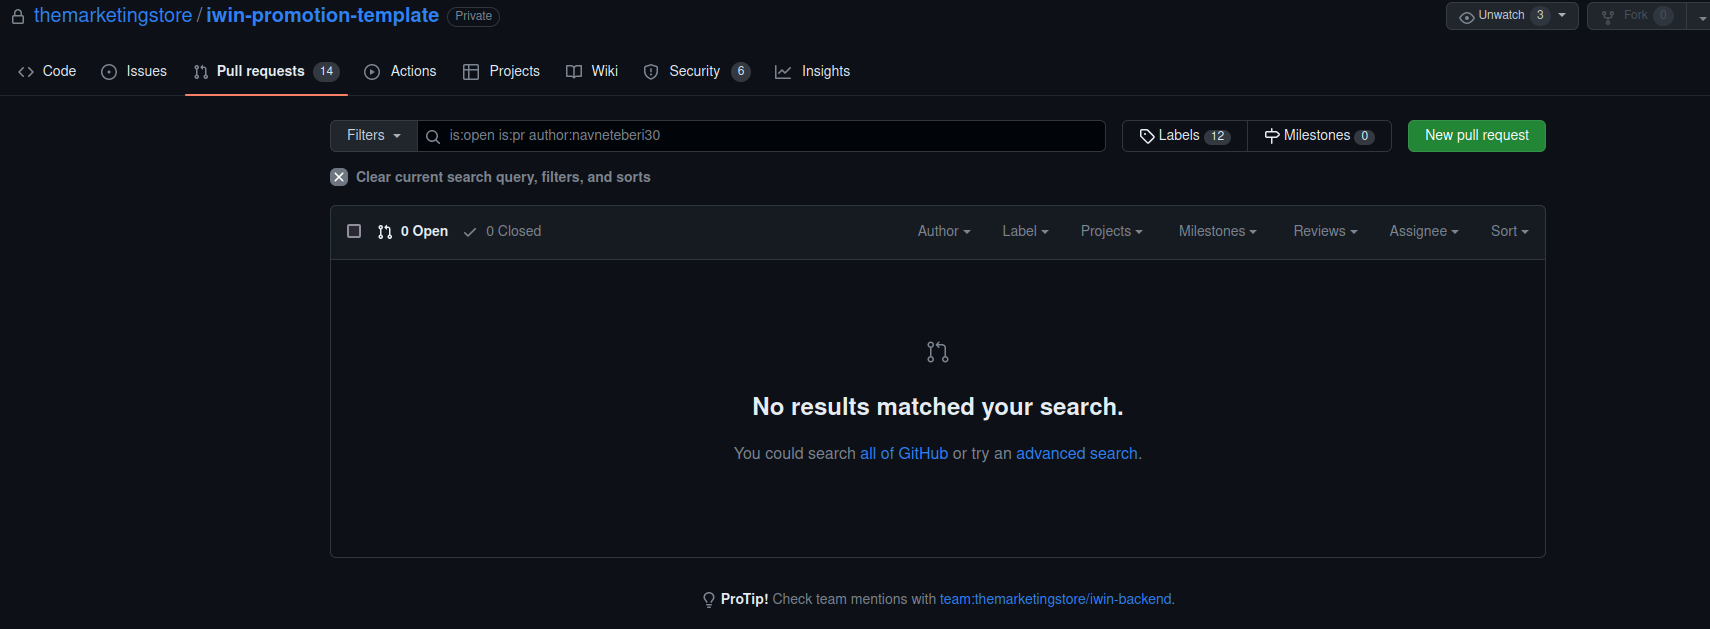 themarketingstore / iwin-promotion-template Private Unwatch 3 Fork 0
Code Issues Pull requests 14 Actions Projects Wiki Security 6 Insights
Filters is:open is:pr author:navneteberi30 Labels 12 Milestones 0 New pull request
Clear current search query, filters, and sorts
0 Open 0 Closed Author Label Projects Milestones Reviews Assignee Sort
No results matched your search.
You could search all of GitHub or try an advanced search.
ProTip! Check team mentions with team:themarketingstore/iwin-backend.